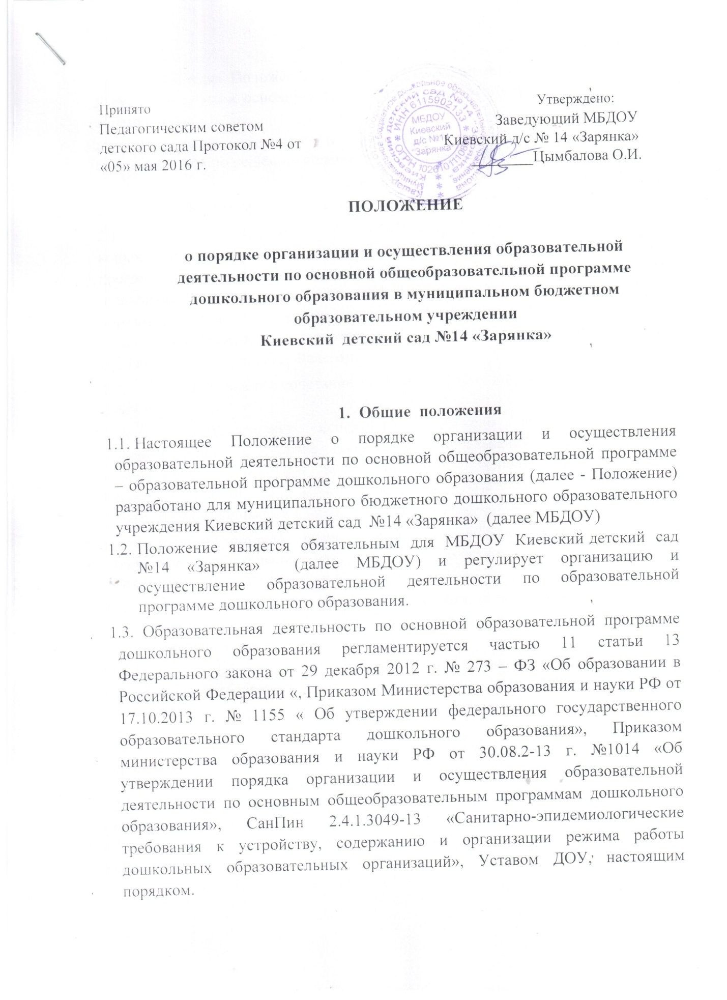 Принято
Педагогическим советом
детского сада Протокол №4 от
«05» мая 2016 г.
МБДОУ
Киевский
д/с №14
"Зарянка"
ИНН 6115902133
Киевский детский сад №14 "Зарянка"
Утверждено:
Заведующий МБДОУ
Киевский д/с № 14 «Зарянка»
_________Цымбалова О.И.
ПОЛОЖЕНИЕ
о порядке организации и осуществления образовательной
деятельности по основной общеобразовательной программе
дошкольного образования в муниципальном бюджетном
образовательном учреждении
Киевский детский сад №14 «Зарянка»
1. Общие положения
1.1. Настоящее Положение о порядке организации и осуществления
образовательной деятельности по основной общеобразовательной программе
– образовательной программе дошкольного образования (далее - Положение)
разработано для муниципального бюджетного дошкольного образовательного
учреждения Киевский детский сад №14 «Зарянка» (далее МБДОУ)
1.2. Положение является обязательным для МБДОУ Киевский детский сад
№14 «Зарянка» (далее МБДОУ) и регулирует организацию и
осуществление образовательной деятельности по образовательной
программе дошкольного образования.
1.3. Образовательная деятельность по основной образовательной программе
дошкольного образования регламентируется частью 11 статьи 13
Федерального закона от 29 декабря 2012 г. № 273 – ФЗ «Об образовании в
Российской Федерации «, Приказом Министерства образования и науки РФ от
17.10.2013 г. № 1155 « Об утверждении федерального государственного
образовательного стандарта дошкольного образования», Приказом
министерства образования и науки РФ от 30.08.2-13 г. №1014 «Об
утверждении порядка организации и осуществления образовательной
деятельности по основным общеобразовательным программам дошкольного
образования», СанПин 2.4.1.3049-13 «Санитарно-эпидемиологические
требования к устройству, содержанию и организации режима работы
дошкольных образовательных организаций», Уставом ДОУ, настоящим
порядком.